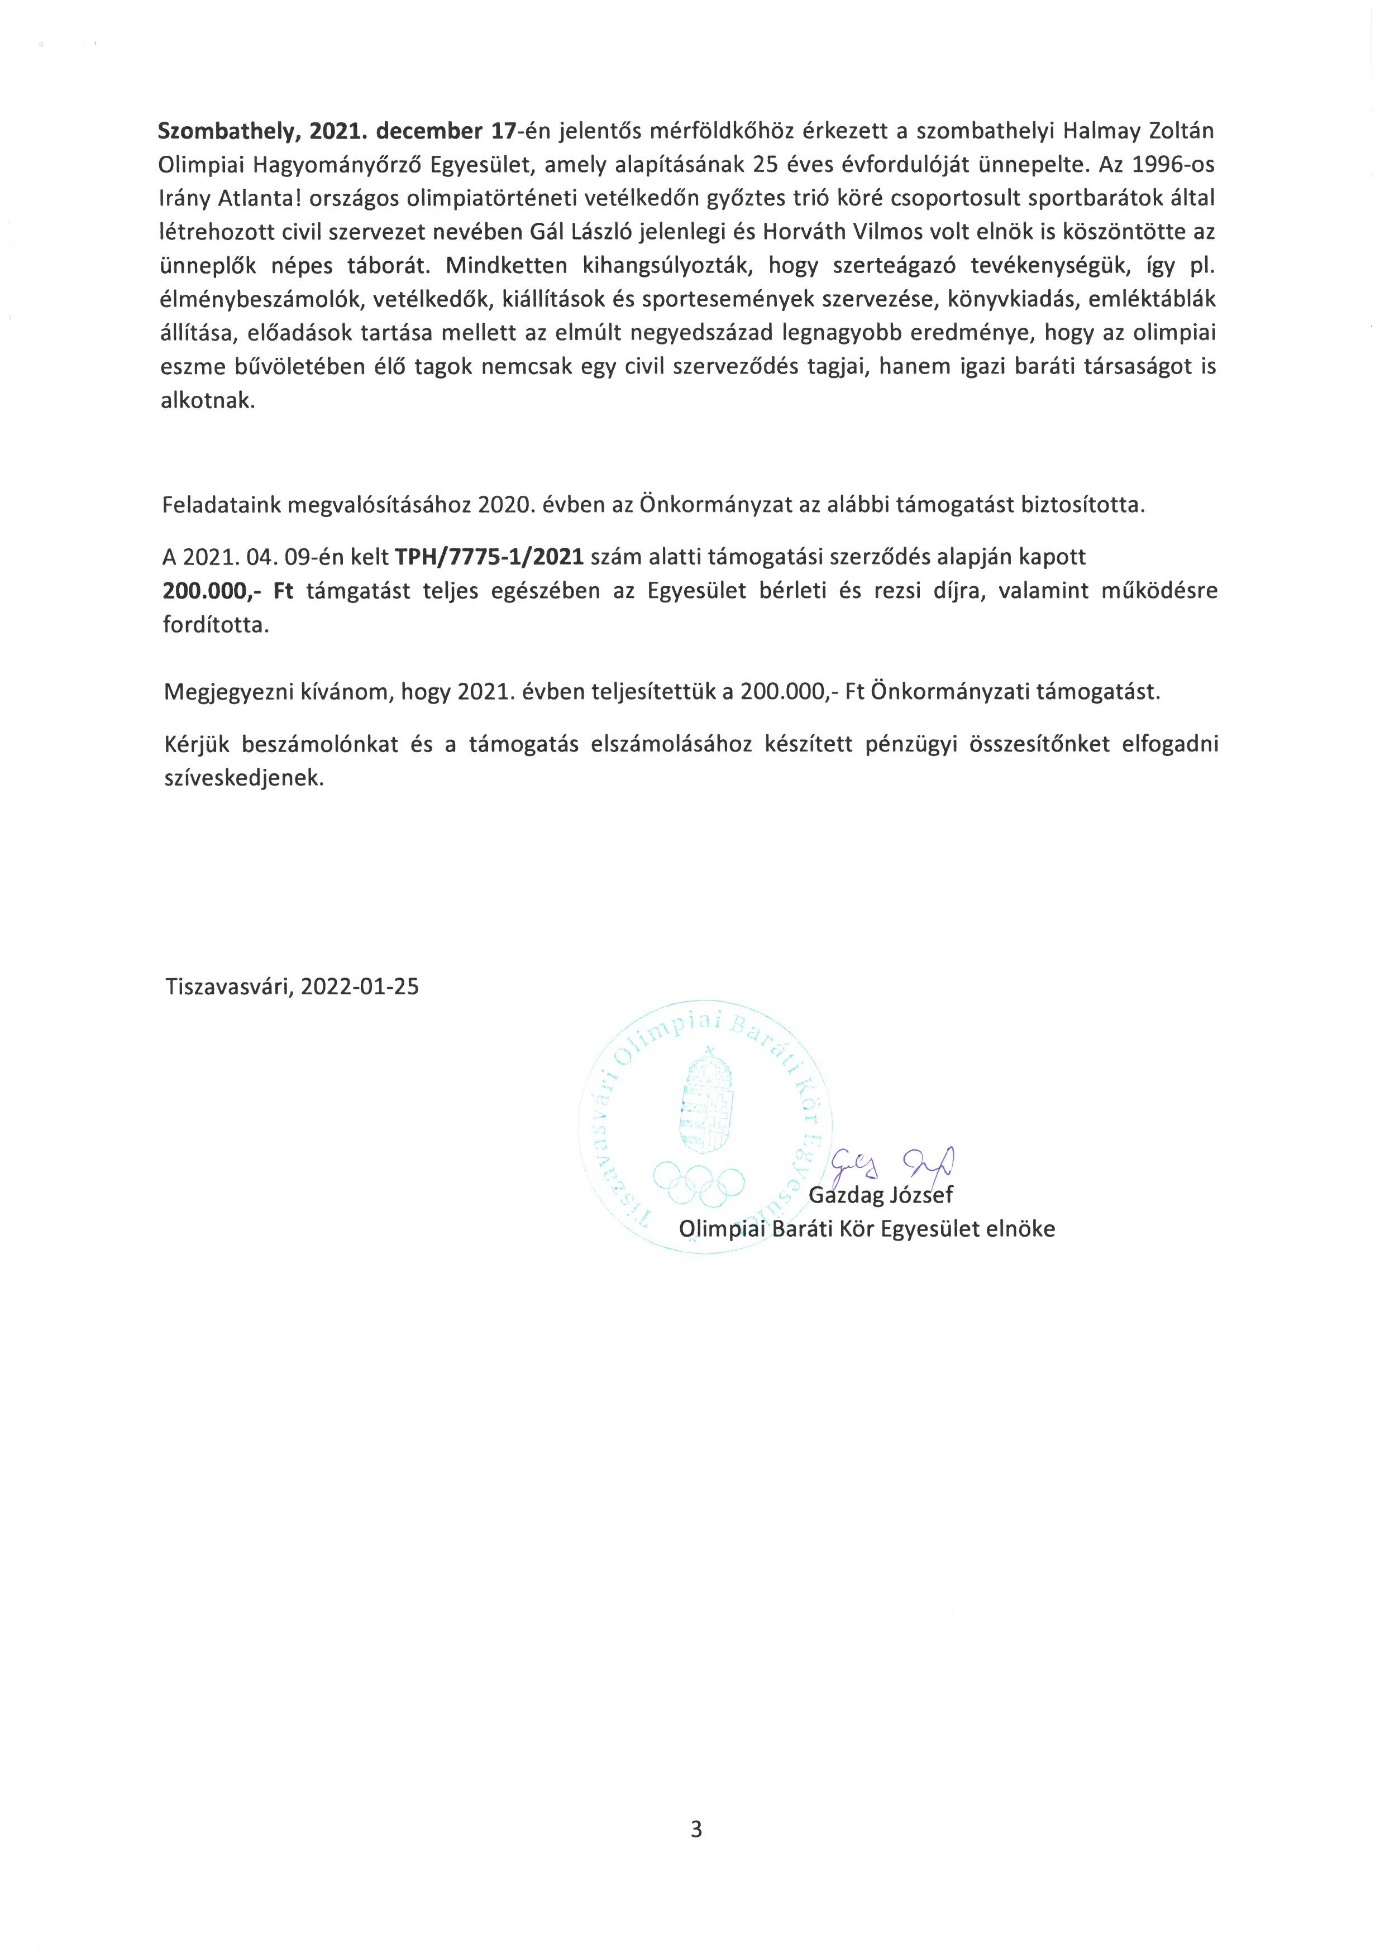 Szombathely, 2021. december 17-én jelentős mérföldkőhöz érkezett a szombathelyi Halmay Zoltán
Olimpiai Hagyományőrző Egyesület, amely alapításának 25 éves évfordulóját ünnepelte. Az 1996-os
Irány Atlanta! országos olimpiatörténeti vetélkedőn győztes trió köré csoportosult sportbarátok által
létrehozott civil szervezet nevében Gál László jelenlegi és Horváth Vilmos volt elnök is köszöntötte az
ünneplők népes táborát. Mindketten kihangsúlyozták, hogy szerteágazó tevékenységük, így pl.
élménybeszámolók, vetélkedők, kiállítások és sportesemények szervezése, könyvkiadás, emléktáblák
állítása, előadások tartása mellett az elmúlt negyedszázad legnagyobb eredménye, hogy az olimpiai
eszme bűvöletében élő tagok nemcsak egy civil szerveződés tagjai, hanem igazi baráti társaságot is
alkotnak.
Feladataink megvalósításához 2020. évben az Önkormányzat az alábbi támogatást biztosította.
A 2021. 04. 09-én kelt TPH/7775-1/2021 szám alatti támogatási szerződés alapján kapott
200.000,- Ft támgatást teljes egészében az Egyesület bérleti és rezsi díjra, valamint működésre
fordította.
Megjegyezni kívánom, hogy 2021. évben teljesítettük a 200.000,- Ft Önkormányzati támogatást.
Kérjük beszámolónkat és a támogatás elszámolásához készített pénzügyi összesítőnket elfogadni
szíveskedjenek.
Tiszavasvári, 2022-01-25
Tiszavasvári Olimpiai Baráti Kör Egyesület
Gazdag József
Olimpiai Baráti Kör Egyesület elnöke
3